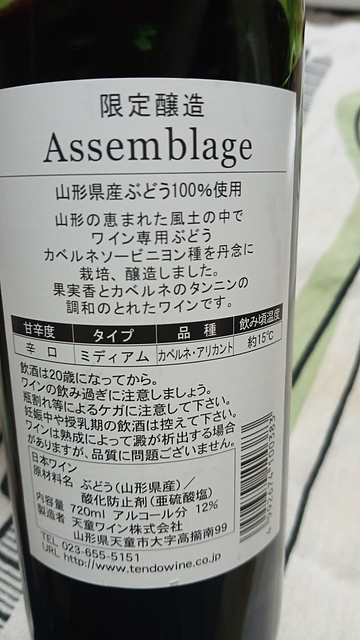 限定醸造
Assemblage
山形県産ぶどう100%使用
山形の恵まれた風土の中で
ワイン専用ぶどう
カベルネソービニヨン種を丹念に
栽培、醸造しました。
果実香とカベルネのタンニンの
調和のとれたワインです。
甘辛度 タイプ 品種 飲み頃温度
辛口 ミディアム カベルネ・アリカント 約15℃
飲酒は20歳になってから。
ワインの飲み過ぎに注意しましょう。
瓶割れ等によるケガに注意して下さい。
妊娠中や授乳期の飲酒は控えて下さい。
ワインは熟成によって澱が析出する場合
がありますが、品質に問題ございません。
日本ワイン
原材料名 ぶどう(山形県産)/
酸化防止剤(亜硫酸塩)
内容量 720ml アルコール分 12%
製造者 天童ワイン株式会社
山形県天童市大字高擶南99
TEL 023-655-5151
URL http://www.tendowine.co.jp
4 992674 100389